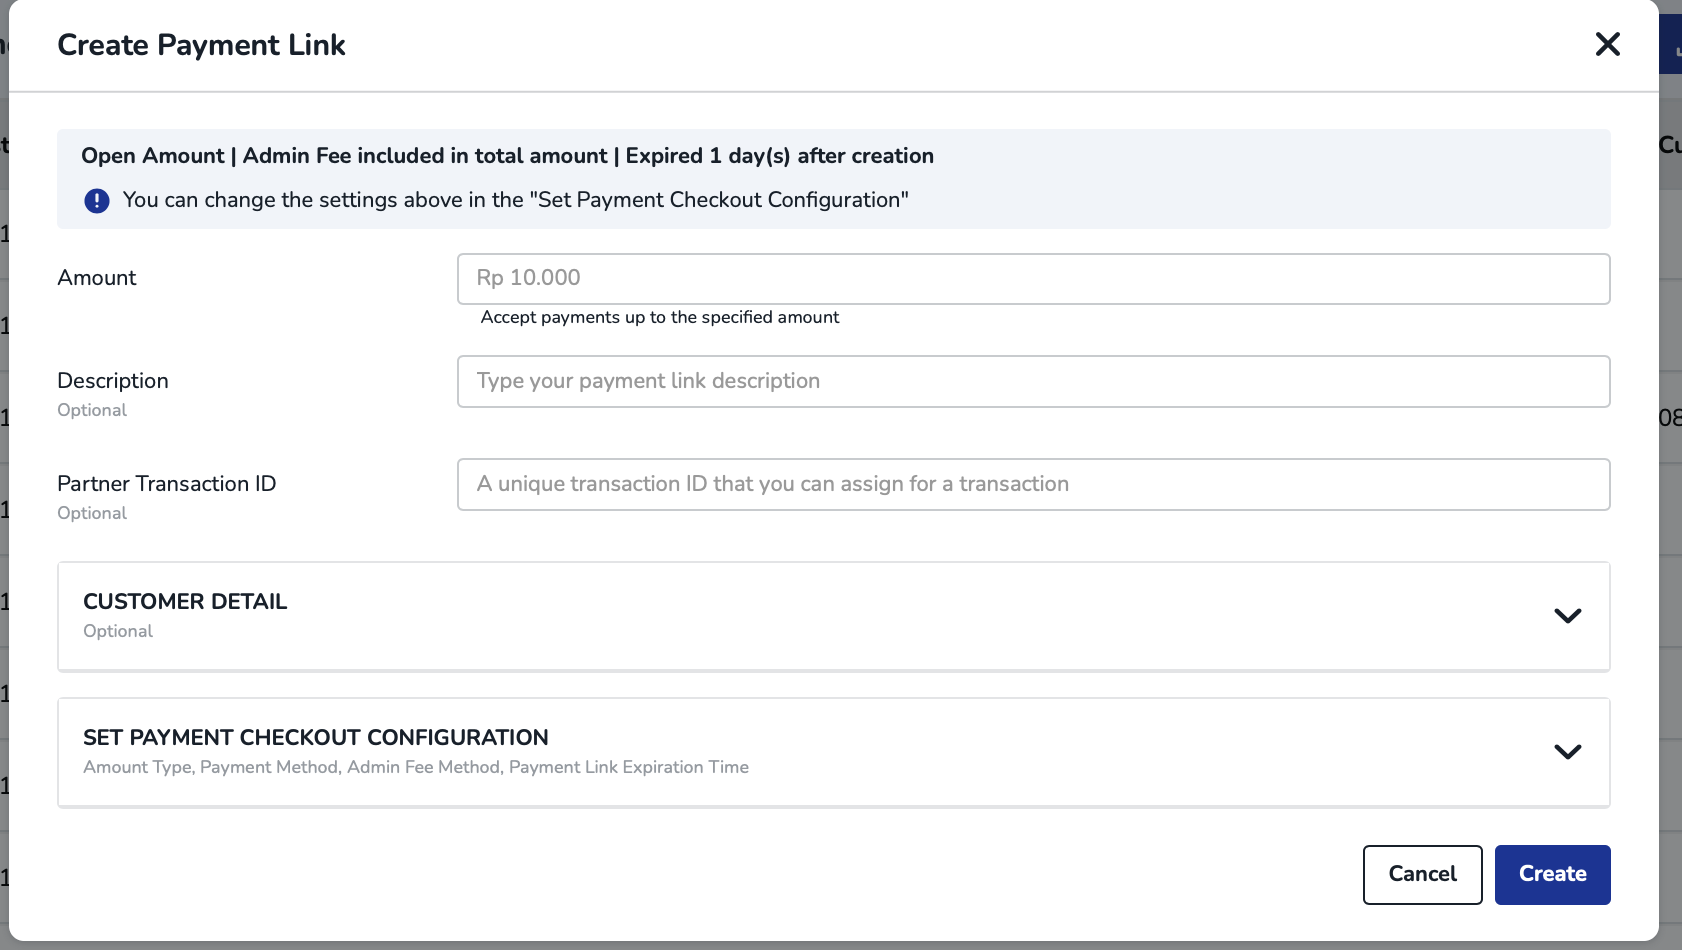 Create Payment Link
Open Amount | Admin Fee included in total amount | Expired 1 day(s) after creation
You can change the settings above in the "Set Payment Checkout Configuration"
Amount
Rp 10.000
Accept payments up to the specified amount
Description
Optional
Type your payment link description
Partner Transaction ID
Optional
A unique transaction ID that you can assign for a transaction
CUSTOMER DETAIL
Optional
SET PAYMENT CHECKOUT CONFIGURATION
Amount Type, Payment Method, Admin Fee Method, Payment Link Expiration Time
Cancel
Create